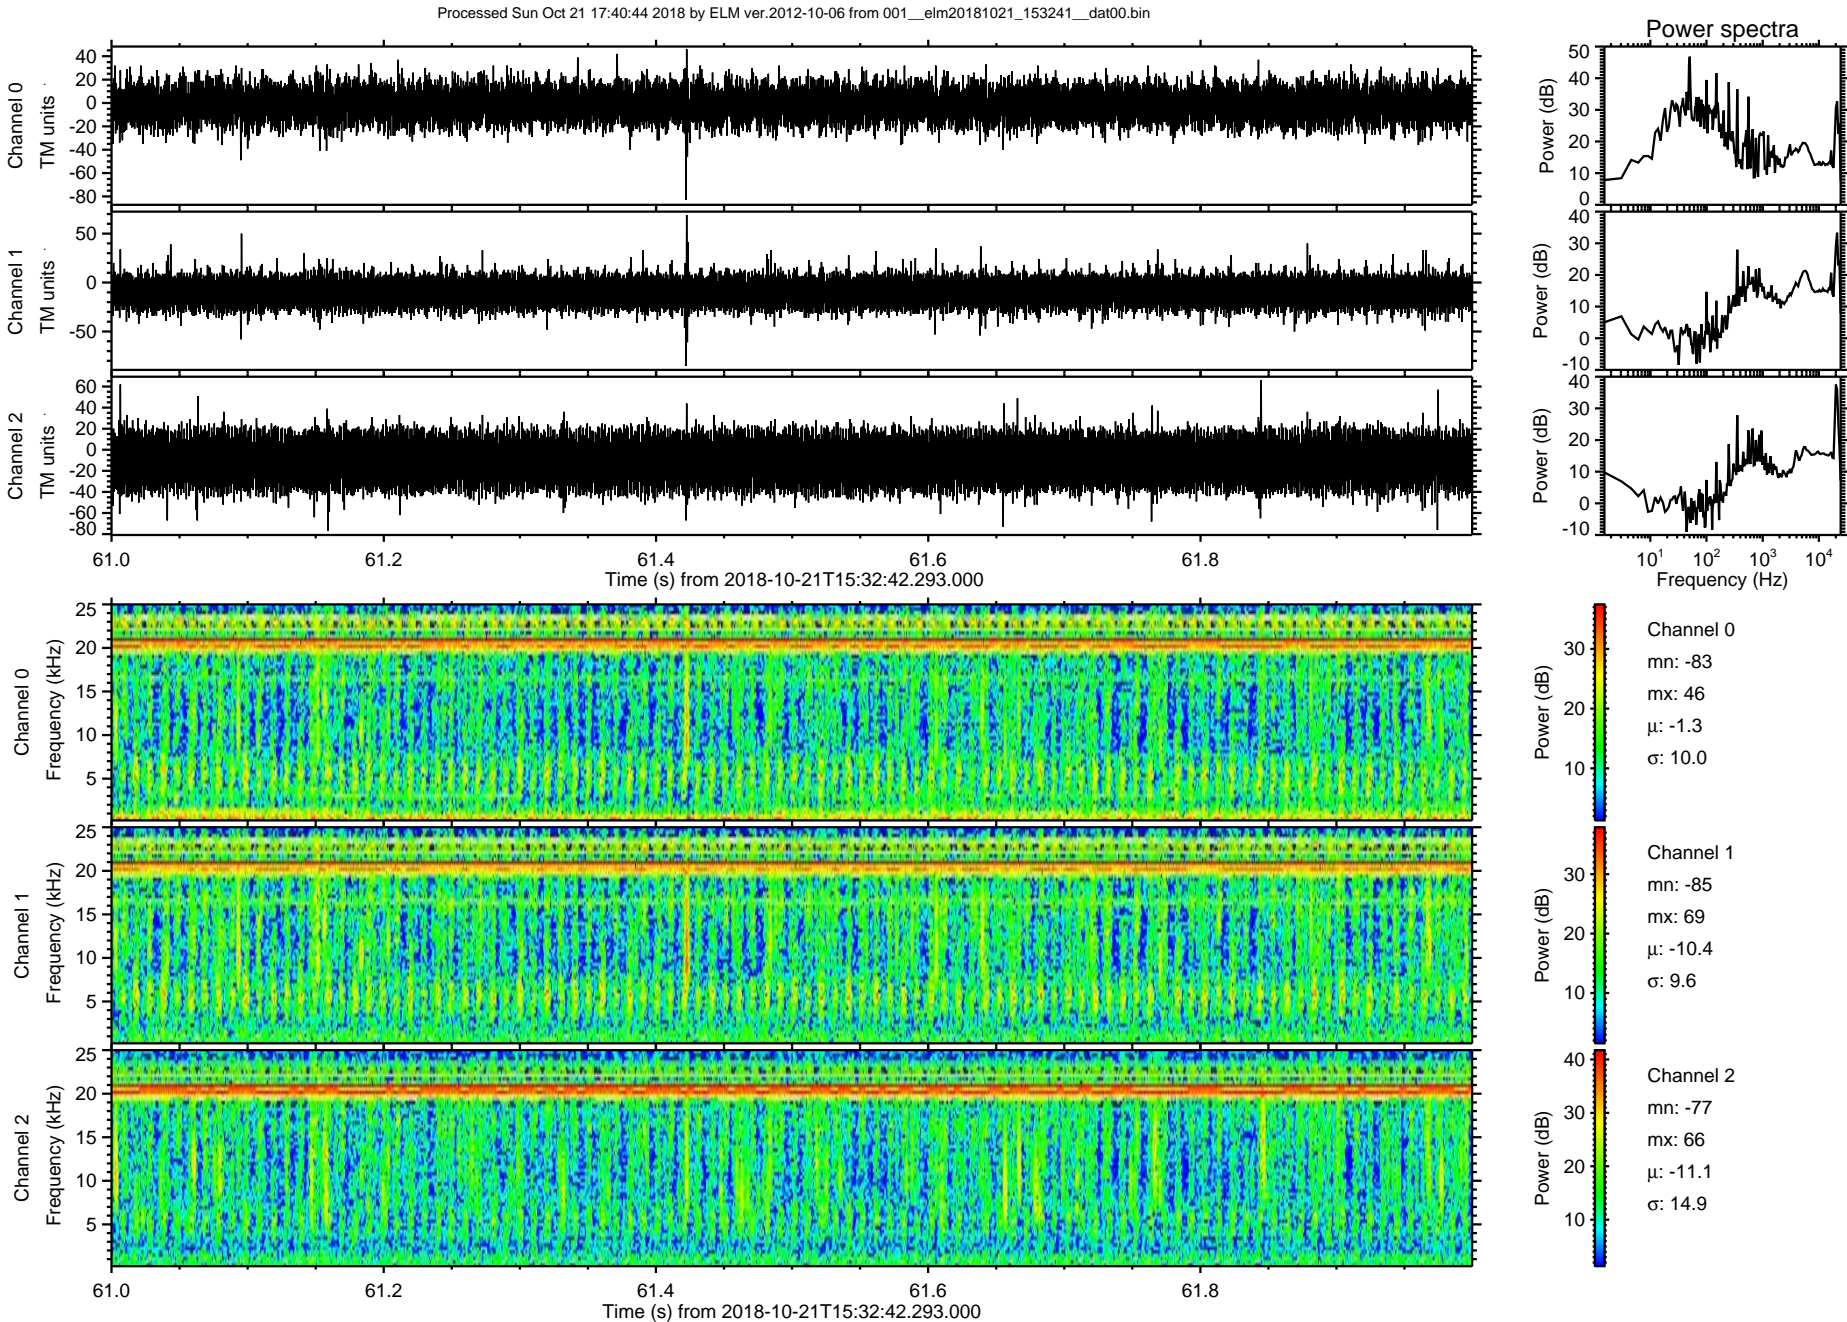 Processed Sun Oct 21 17:40:44 2018 by ELM ver.2012-10-06 from 001__elm20181021_153241__dat00.bin
Power spectra
Channel 0
TM units
40
20
0
-20
-40
-60
-80
Power (dB)
50
40
30
20
10
0
Channel 1
TM units
50
0
-50
Power (dB)
40
30
20
10
0
-10
Channel 2
TM units
60
40
20
0
-20
-40
-60
-80
Power (dB)
40
30
20
10
0
-10
61.0 61.2 61.4 61.6 61.8
Time (s) from 2018-10-21T15:32:42.293.000
10^1 10^2 10^3 10^4
Frequency (Hz)
Channel 0
Frequency (kHz)
25
20
15
10
5
Power (dB)
30
20
10
Channel 0
mn: -83
mx: 46
μ: -1.3
σ: 10.0
Channel 1
Frequency (kHz)
25
20
15
10
5
Power (dB)
30
20
10
Channel 1
mn: -85
mx: 69
μ: -10.4
σ: 9.6
Channel 2
Frequency (kHz)
25
20
15
10
5
Power (dB)
40
30
20
10
Channel 2
mn: -77
mx: 66
μ: -11.1
σ: 14.9
61.0 61.2 61.4 61.6 61.8
Time (s) from 2018-10-21T15:32:42.293.000